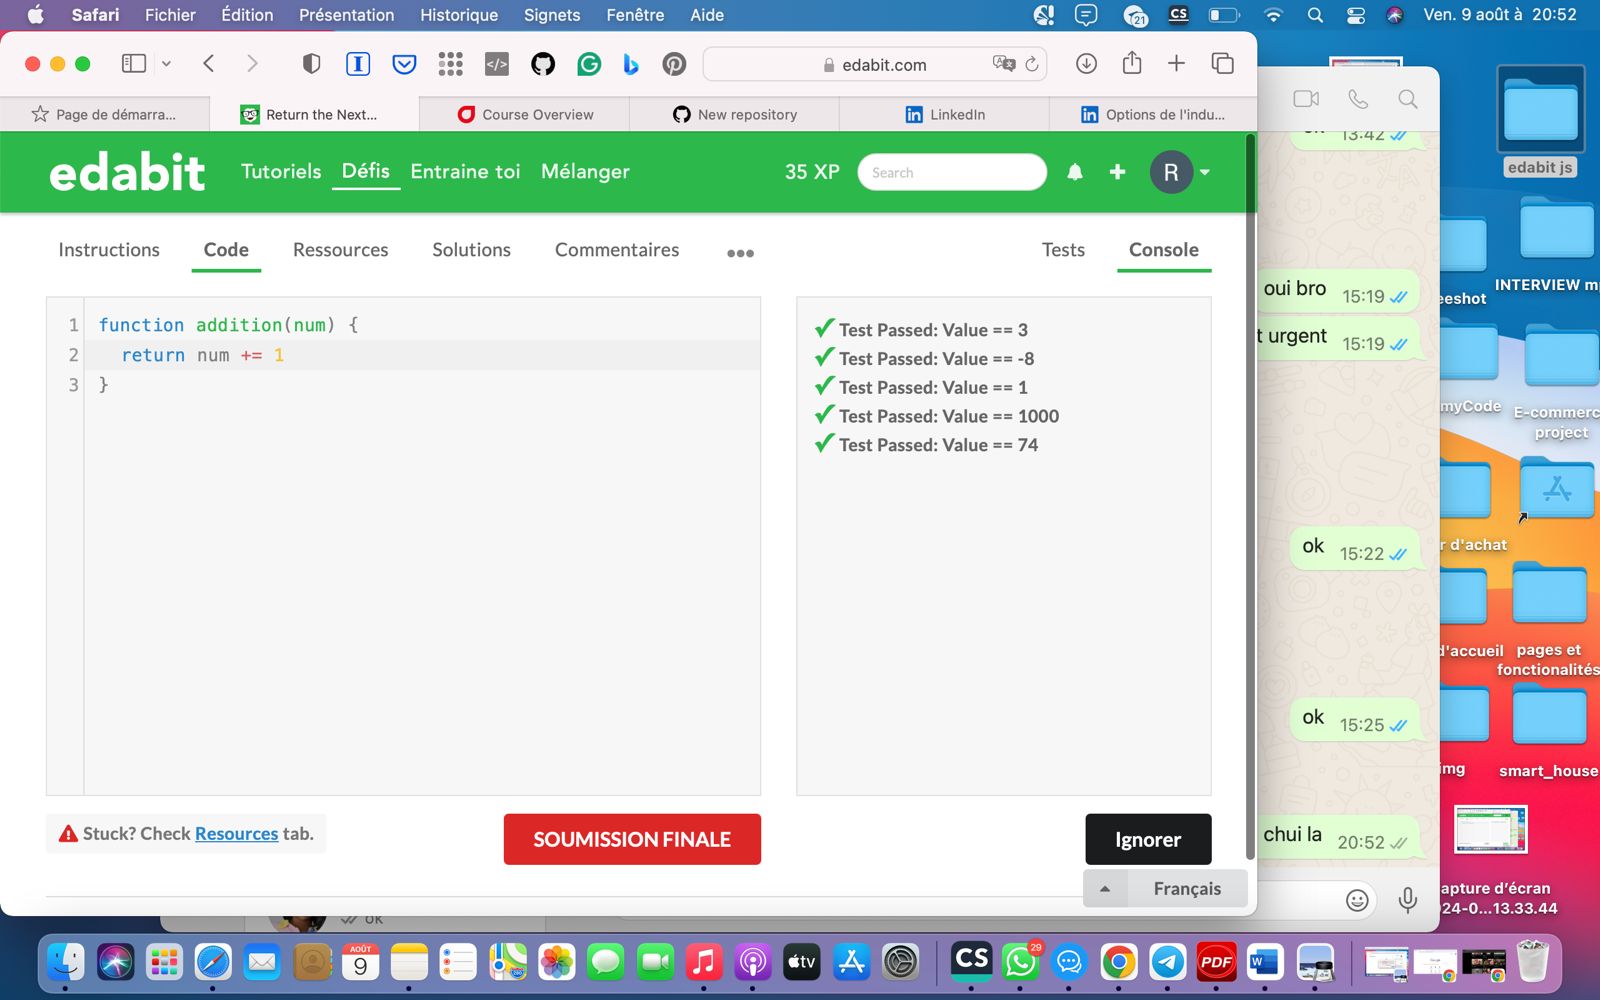 Safari Fichier Édition Présentation Historique Signets Fenêtre Aide 21 CS Ven. 9 août à 20:52
edabit.com
Page de démarra... Return the Next... Course Overview New repository LinkedIn Options de l'indu...
edabit Tutoriels Défis Entraine toi Mélanger 35 XP Search R
Instructions Code Ressources Solutions Commentaires Tests Console
1 function addition(num) {
2 return num += 1
3 }
Test Passed: Value == 3
Test Passed: Value == -8
Test Passed: Value == 1
Test Passed: Value == 1000
Test Passed: Value == 74
Stuck? Check Resources tab.
SOUMISSION FINALE
Ignorer
Français
13:42
oui bro 15:19
t urgent 15:19
ok 15:22
ok 15:25
chui la 20:52
ok
edabit js
eeshot
INTERVIEW m
myCode
E-commerc
project
r d'achat
d'accueil
pages et
fonctionalités
img
smart_house
apture d'écran
24-0...13.33.44
AOÛT
9
tv
CS
29
PDF
W